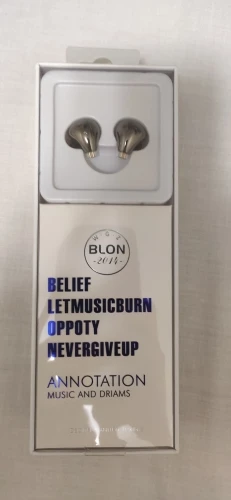 BLON
-2014-
BELIEF
LETMUSICBURN
OPPOTY
NEVERGIVEUP
ANNOTATION
MUSIC AND DRIAMS